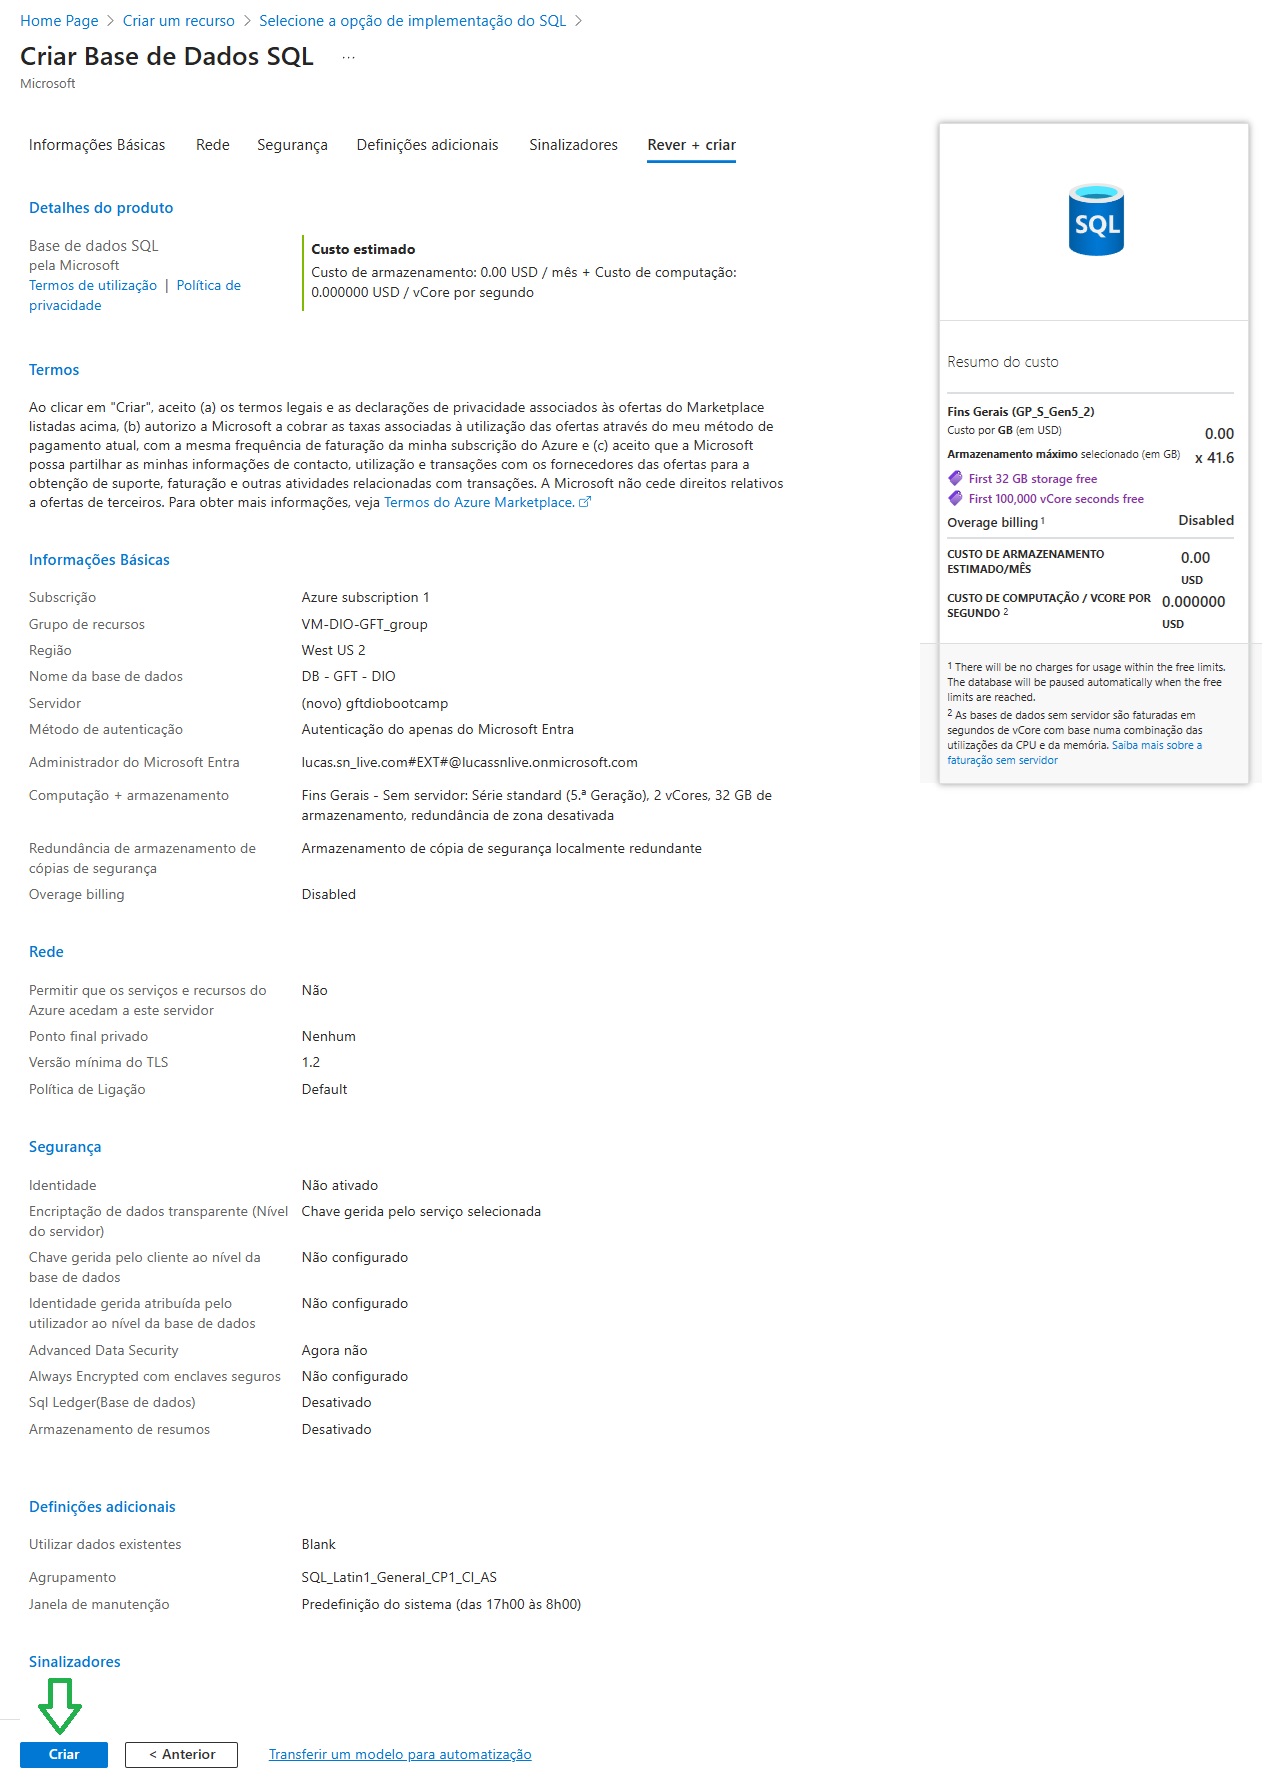 Home Page > Criar um recurso > Selecione a opção de implementação do SQL >
Criar Base de Dados SQL ...
Microsoft
Informações Básicas Rede Segurança Definições adicionais Sinalizadores Rever + criar
Detalhes do produto
Base de dados SQL
pela Microsoft
Termos de utilização | Política de
privacidade
Custo estimado
Custo de armazenamento: 0.00 USD / mês + Custo de computação:
0.000000 USD / vCore por segundo
Termos
Ao clicar em "Criar", aceito (a) os termos legais e as declarações de privacidade associados às ofertas do Marketplace
listadas acima, (b) autorizo a Microsoft a cobrar as taxas associadas à utilização das ofertas através do meu método de
pagamento atual, com a mesma frequência de faturação da minha subscrição do Azure e (c) aceito que a Microsoft
possa partilhar as minhas informações de contacto, utilização e transações com os fornecedores das ofertas para a
obtenção de suporte, faturação e outras atividades relacionadas com transações. A Microsoft não cede direitos relativos
a ofertas de terceiros. Para obter mais informações, veja Termos do Azure Marketplace.
Informações Básicas
Subscrição Azure subscription 1
Grupo de recursos VM-DIO-GFT_group
Região West US 2
Nome da base de dados DB - GFT - DIO
Servidor (novo) gftdiobootcamp
Método de autenticação Autenticação do apenas do Microsoft Entra
Administrador do Microsoft Entra lucas.sn_live.com#EXT#@lucassnlive.onmicrosoft.com
Computação + armazenamento Fins Gerais - Sem servidor: Série standard (5.ª Geração), 2 vCores, 32 GB de
armazenamento, redundância de zona desativada
Redundância de armazenamento de Armazenamento de cópia de segurança localmente redundante
cópias de segurança
Overage billing Disabled
Rede
Permitir que os serviços e recursos do Não
Azure acedam a este servidor
Ponto final privado Nenhum
Versão mínima do TLS 1.2
Política de Ligação Default
Segurança
Identidade Não ativado
Encriptação de dados transparente (Nível Chave gerida pelo serviço selecionada
do servidor)
Chave gerida pelo cliente ao nível da Não configurado
base de dados
Identidade gerida atribuída pelo Não configurado
utilizador ao nível da base de dados
Advanced Data Security Agora não
Always Encrypted com enclaves seguros Não configurado
Sql Ledger(Base de dados) Desativado
Armazenamento de resumos Desativado
Definições adicionais
Utilizar dados existentes Blank
Agrupamento SQL_Latin1_General_CP1_CI_AS
Janela de manutenção Predefinição do sistema (das 17h00 às 8h00)
Sinalizadores
Criar < Anterior Transferir um modelo para automatização
SQL
Resumo do custo
Fins Gerais (GP_S_Gen5_2)
Custo por GB (em USD) 0.00
Armazenamento máximo selecionado (em GB) x 41.6
First 32 GB storage free
First 100,000 vCore seconds free
Overage billing 1 Disabled
CUSTO DE ARMAZENAMENTO 0.00
ESTIMADO/MÊS USD
CUSTO DE COMPUTAÇÃO / VCORE POR 0.000000
SEGUNDO 2 USD
1 There will be no charges for usage within the free limits.
The database will be paused automatically when the free
limits are reached.
2 As bases de dados sem servidor são faturadas em
segundos de vCore com base numa combinação das
utilizações da CPU e da memória. Saiba mais sobre a
faturação sem servidor